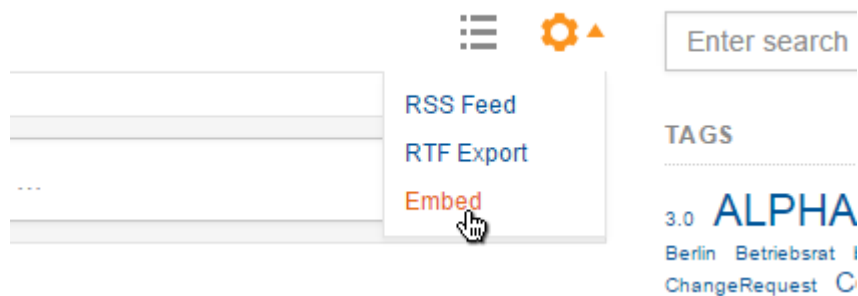 Enter search
RSS Feed
RTF Export
Embed
...
TAGS
3.0 ALPHA
Berlin Betriebsrat
ChangeRequest